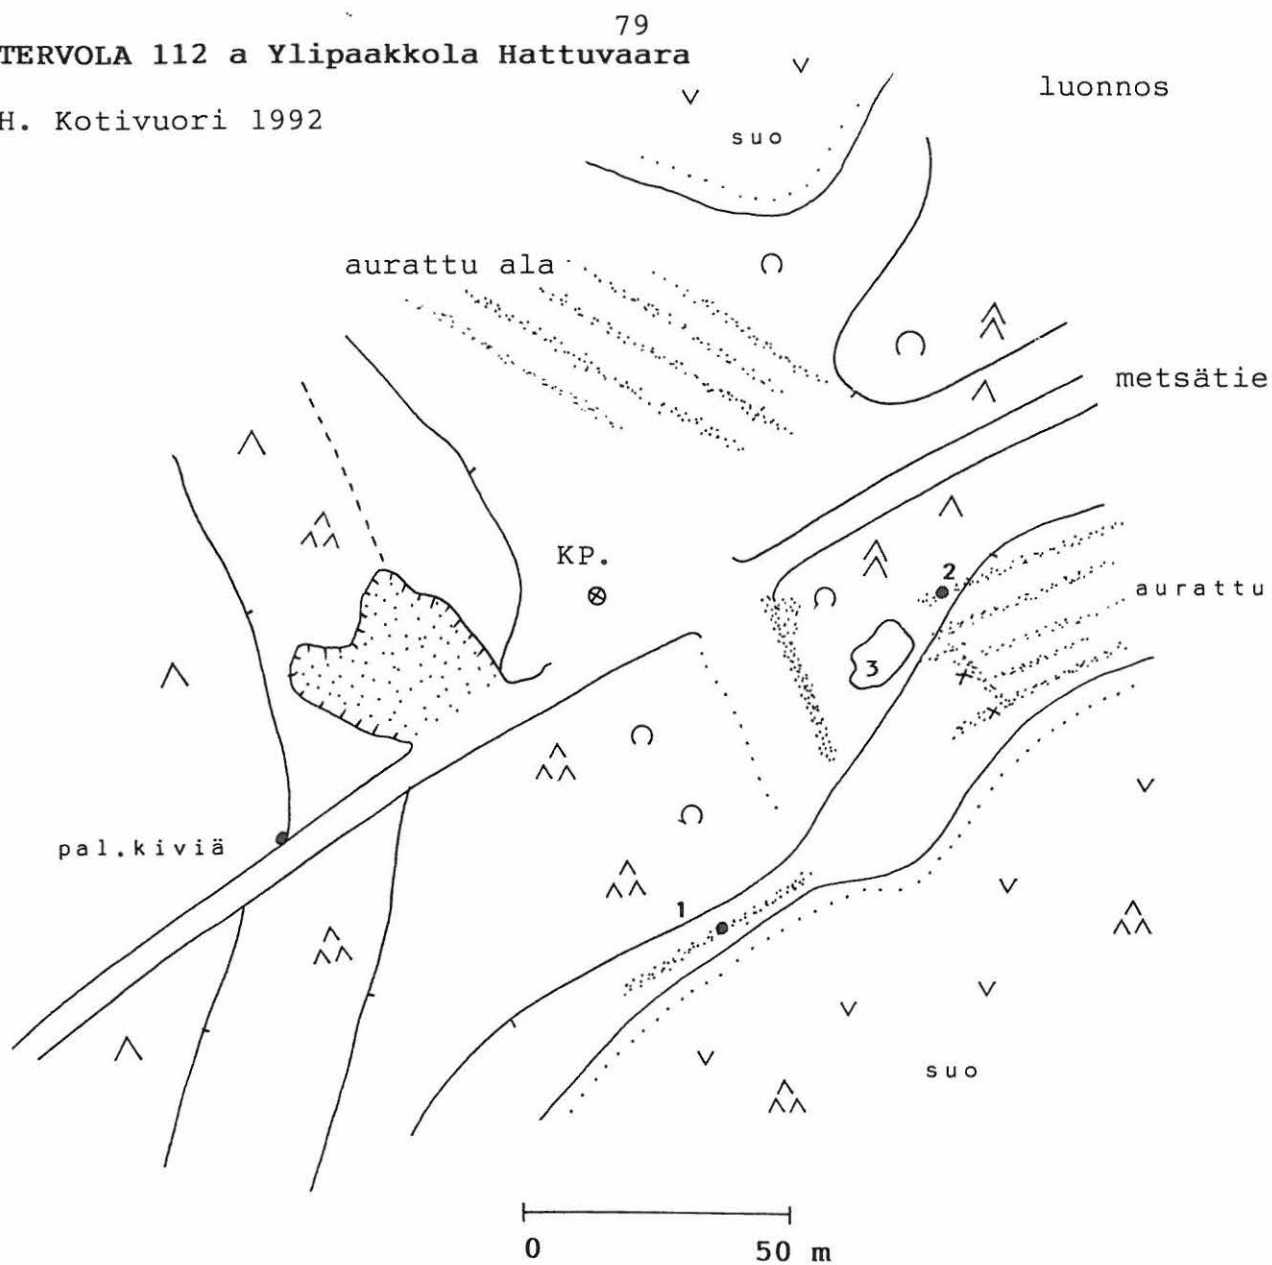 79
TERVOLA 112 a Ylipaakkola Hattuvaara
luonnos
H. Kotivuori 1992
suo
aurattu ala
metsätie
KP.
2
aurattu
3
pal.kiviä
1
suo
0 50 m